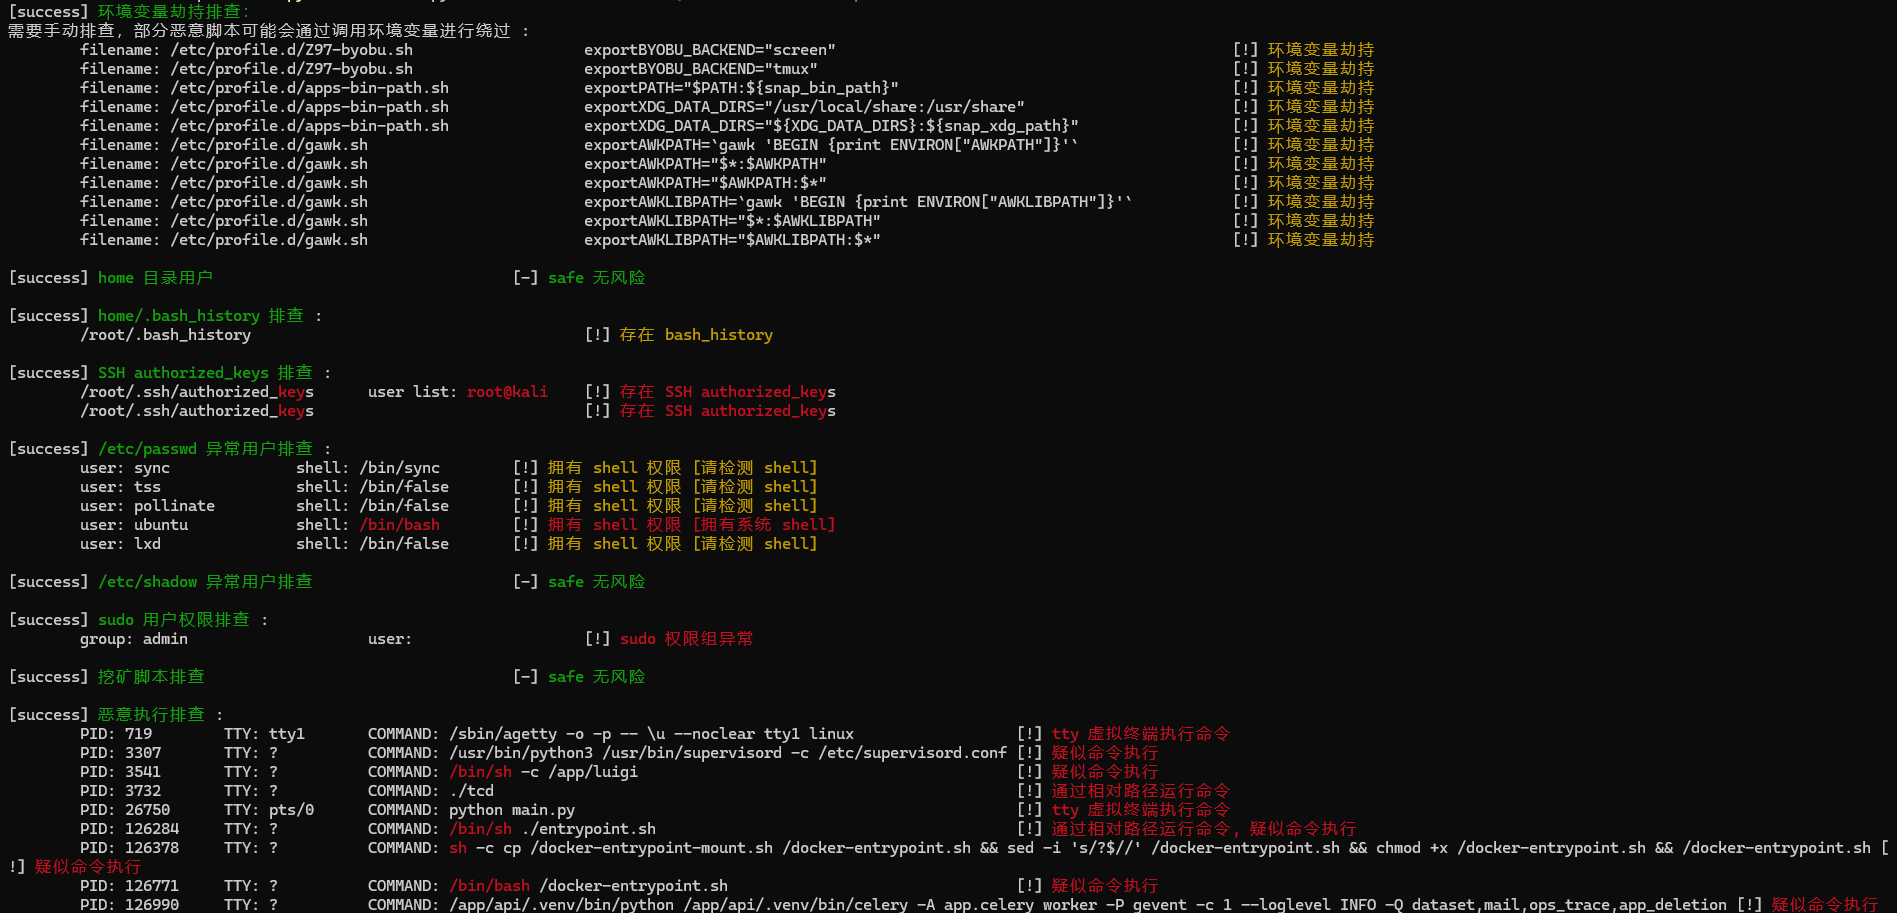 [success] 环境变量劫持排查:
需要手动排查，部分恶意脚本可能会通过调用环境变量进行绕过 :
filename: /etc/profile.d/Z97-byobu.sh exportBYOBU_BACKEND="screen" [!] 环境变量劫持
filename: /etc/profile.d/Z97-byobu.sh exportBYOBU_BACKEND="tmux" [!] 环境变量劫持
filename: /etc/profile.d/apps-bin-path.sh exportPATH="$PATH:${snap_bin_path}" [!] 环境变量劫持
filename: /etc/profile.d/apps-bin-path.sh exportXDG_DATA_DIRS="/usr/local/share:/usr/share" [!] 环境变量劫持
filename: /etc/profile.d/apps-bin-path.sh exportXDG_DATA_DIRS="${XDG_DATA_DIRS}:${snap_xdg_path}" [!] 环境变量劫持
filename: /etc/profile.d/gawk.sh exportAWKPATH=`gawk 'BEGIN {print ENVIRON["AWKPATH"]}'` [!] 环境变量劫持
filename: /etc/profile.d/gawk.sh exportAWKPATH="$*:$AWKPATH" [!] 环境变量劫持
filename: /etc/profile.d/gawk.sh exportAWKPATH="$AWKPATH:$*" [!] 环境变量劫持
filename: /etc/profile.d/gawk.sh exportAWKLIBPATH=`gawk 'BEGIN {print ENVIRON["AWKLIBPATH"]}'` [!] 环境变量劫持
filename: /etc/profile.d/gawk.sh exportAWKLIBPATH="$*:$AWKLIBPATH" [!] 环境变量劫持
filename: /etc/profile.d/gawk.sh exportAWKLIBPATH="$AWKLIBPATH:$*" [!] 环境变量劫持
[success] home 目录用户 [-] safe 无风险
[success] home/.bash_history 排查 :
/root/.bash_history [!] 存在 bash_history
[success] SSH authorized_keys 排查 :
/root/.ssh/authorized_keys user list: root@kali [!] 存在 SSH authorized_keys
/root/.ssh/authorized_keys [!] 存在 SSH authorized_keys
[success] /etc/passwd 异常用户排查 :
user: sync shell: /bin/sync [!] 拥有 shell 权限 [请检测 shell]
user: tss shell: /bin/false [!] 拥有 shell 权限 [请检测 shell]
user: pollinate shell: /bin/false [!] 拥有 shell 权限 [请检测 shell]
user: ubuntu shell: /bin/bash [!] 拥有 shell 权限 [拥有系统 shell]
user: lxd shell: /bin/false [!] 拥有 shell 权限 [请检测 shell]
[success] /etc/shadow 异常用户排查 [-] safe 无风险
[success] sudo 用户权限排查 :
group: admin user: [!] sudo 权限组异常
[success] 挖矿脚本排查 [-] safe 无风险
[success] 恶意执行排查 :
PID: 719 TTY: tty1 COMMAND: /sbin/agetty -o -p -- \u --noclear tty1 linux [!] tty 虚拟终端执行命令
PID: 3307 TTY: ? COMMAND: /usr/bin/python3 /usr/bin/supervisord -c /etc/supervisord.conf [!] 疑似命令执行
PID: 3541 TTY: ? COMMAND: /bin/sh -c /app/luigi [!] 疑似命令执行
PID: 3732 TTY: ? COMMAND: ./tcd [!] 通过相对路径运行命令
PID: 26750 TTY: pts/0 COMMAND: python main.py [!] tty 虚拟终端执行命令
PID: 126284 TTY: ? COMMAND: /bin/sh ./entrypoint.sh [!] 通过相对路径运行命令, 疑似命令执行
PID: 126378 TTY: ? COMMAND: sh -c cp /docker-entrypoint-mount.sh /docker-entrypoint.sh && sed -i 's/?$//' /docker-entrypoint.sh && chmod +x /docker-entrypoint.sh && /docker-entrypoint.sh [
!] 疑似命令执行
PID: 126771 TTY: ? COMMAND: /bin/bash /docker-entrypoint.sh [!] 疑似命令执行
PID: 126990 TTY: ? COMMAND: /app/api/.venv/bin/python /app/api/.venv/bin/celery -A app.celery worker -P gevent -c 1 --loglevel INFO -Q dataset,mail,ops_trace,app_deletion [!] 疑似命令执行